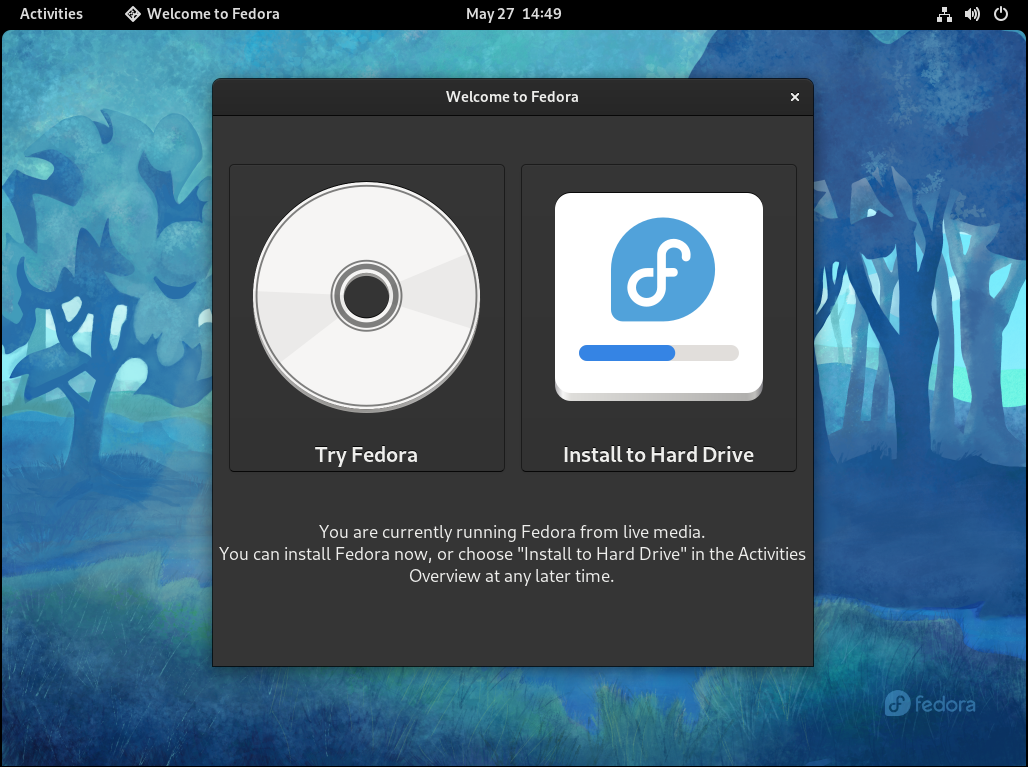 Activities
Welcome to Fedora
May 27 14:49
Welcome to Fedora
Try Fedora
Install to Hard Drive
You are currently running Fedora from live media.
You can install Fedora now, or choose "Install to Hard Drive" in the Activities
Overview at any later time.
fedora